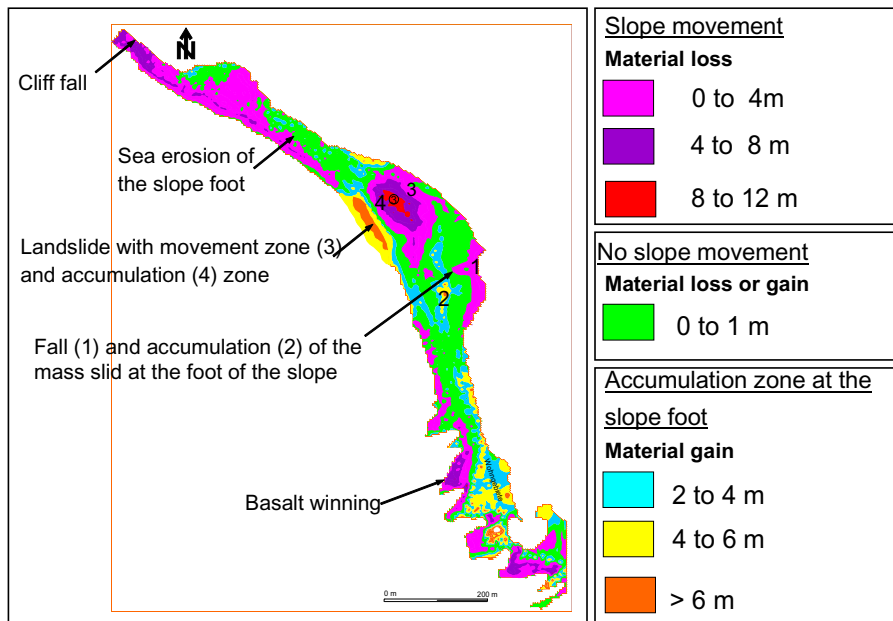 N
Cliff fall
Sea erosion of
the slope foot
3
4
Landslide with movement zone (3)
and accumulation (4) zone
1
2
Fall (1) and accumulation (2) of the
mass slid at the foot of the slope
Basalt winning
0 m
200 m
Slope movement
Material loss
0 to 4m
4 to 8 m
8 to 12 m
No slope movement
Material loss or gain
0 to 1 m
Accumulation zone at the
slope foot
Material gain
2 to 4 m
4 to 6 m
> 6 m